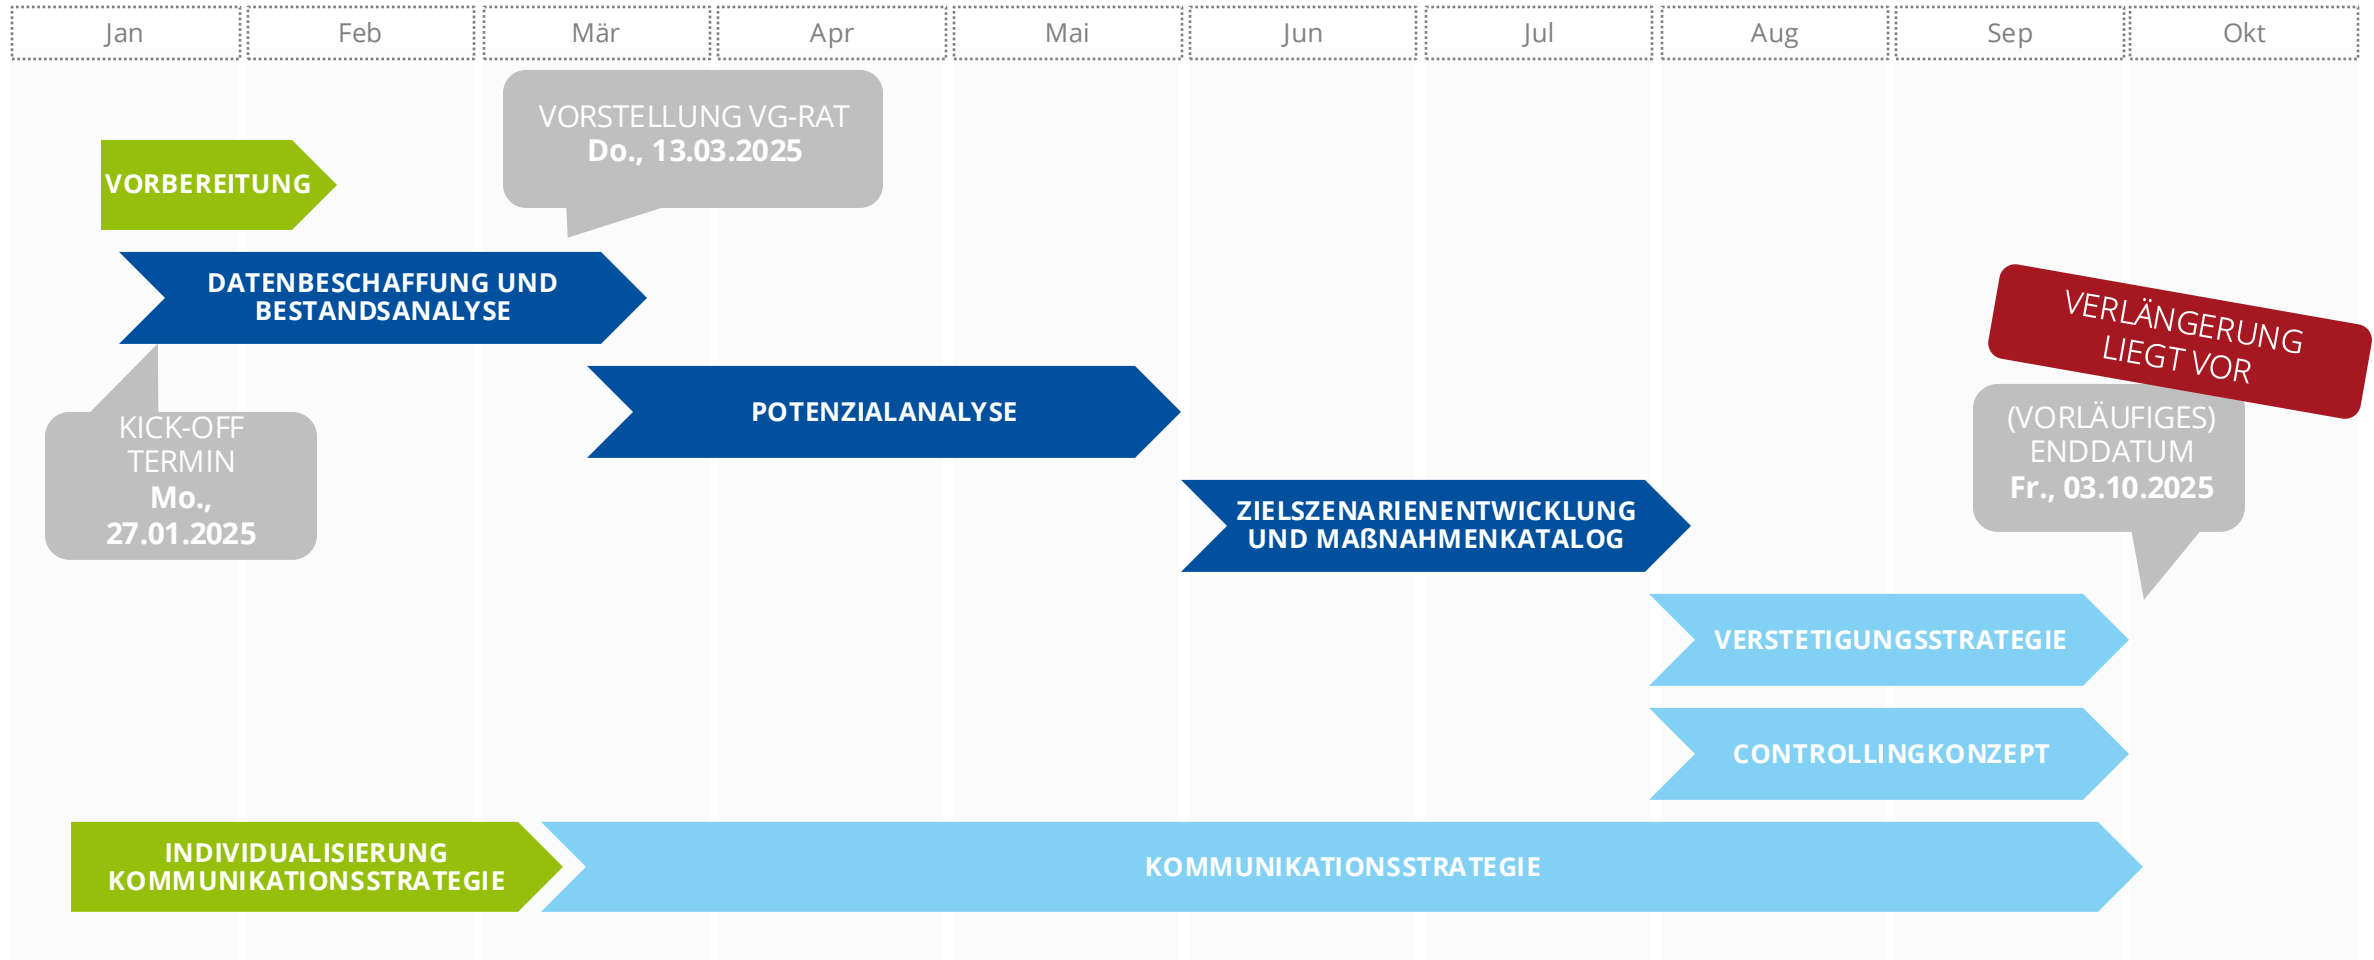 Jan
Feb
Mär
Apr
Mai
Jun
Jul
Aug
Sep
Okt
VORSTELLUNG VG-RAT
Do., 13.03.2025
VORBEREITUNG
DATENBESCHAFFUNG UND
BESTANDSANALYSE
VERLÄNGERUNG
LIEGT VOR
POTENZIALANALYSE
KICK-OFF
TERMIN
Mo.,
27.01.2025
(VORLÄUFIGES)
ENDDATUM
Fr., 03.10.2025
ZIELSZENARIENENTWICKLUNG
UND MAßNAHMENKATALOG
VERSTETIGUNGSSTRATEGIE
CONTROLLINGKONZEPT
INDIVIDUALISIERUNG
KOMMUNIKATIONSSTRATEGIE
KOMMUNIKATIONSSTRATEGIE